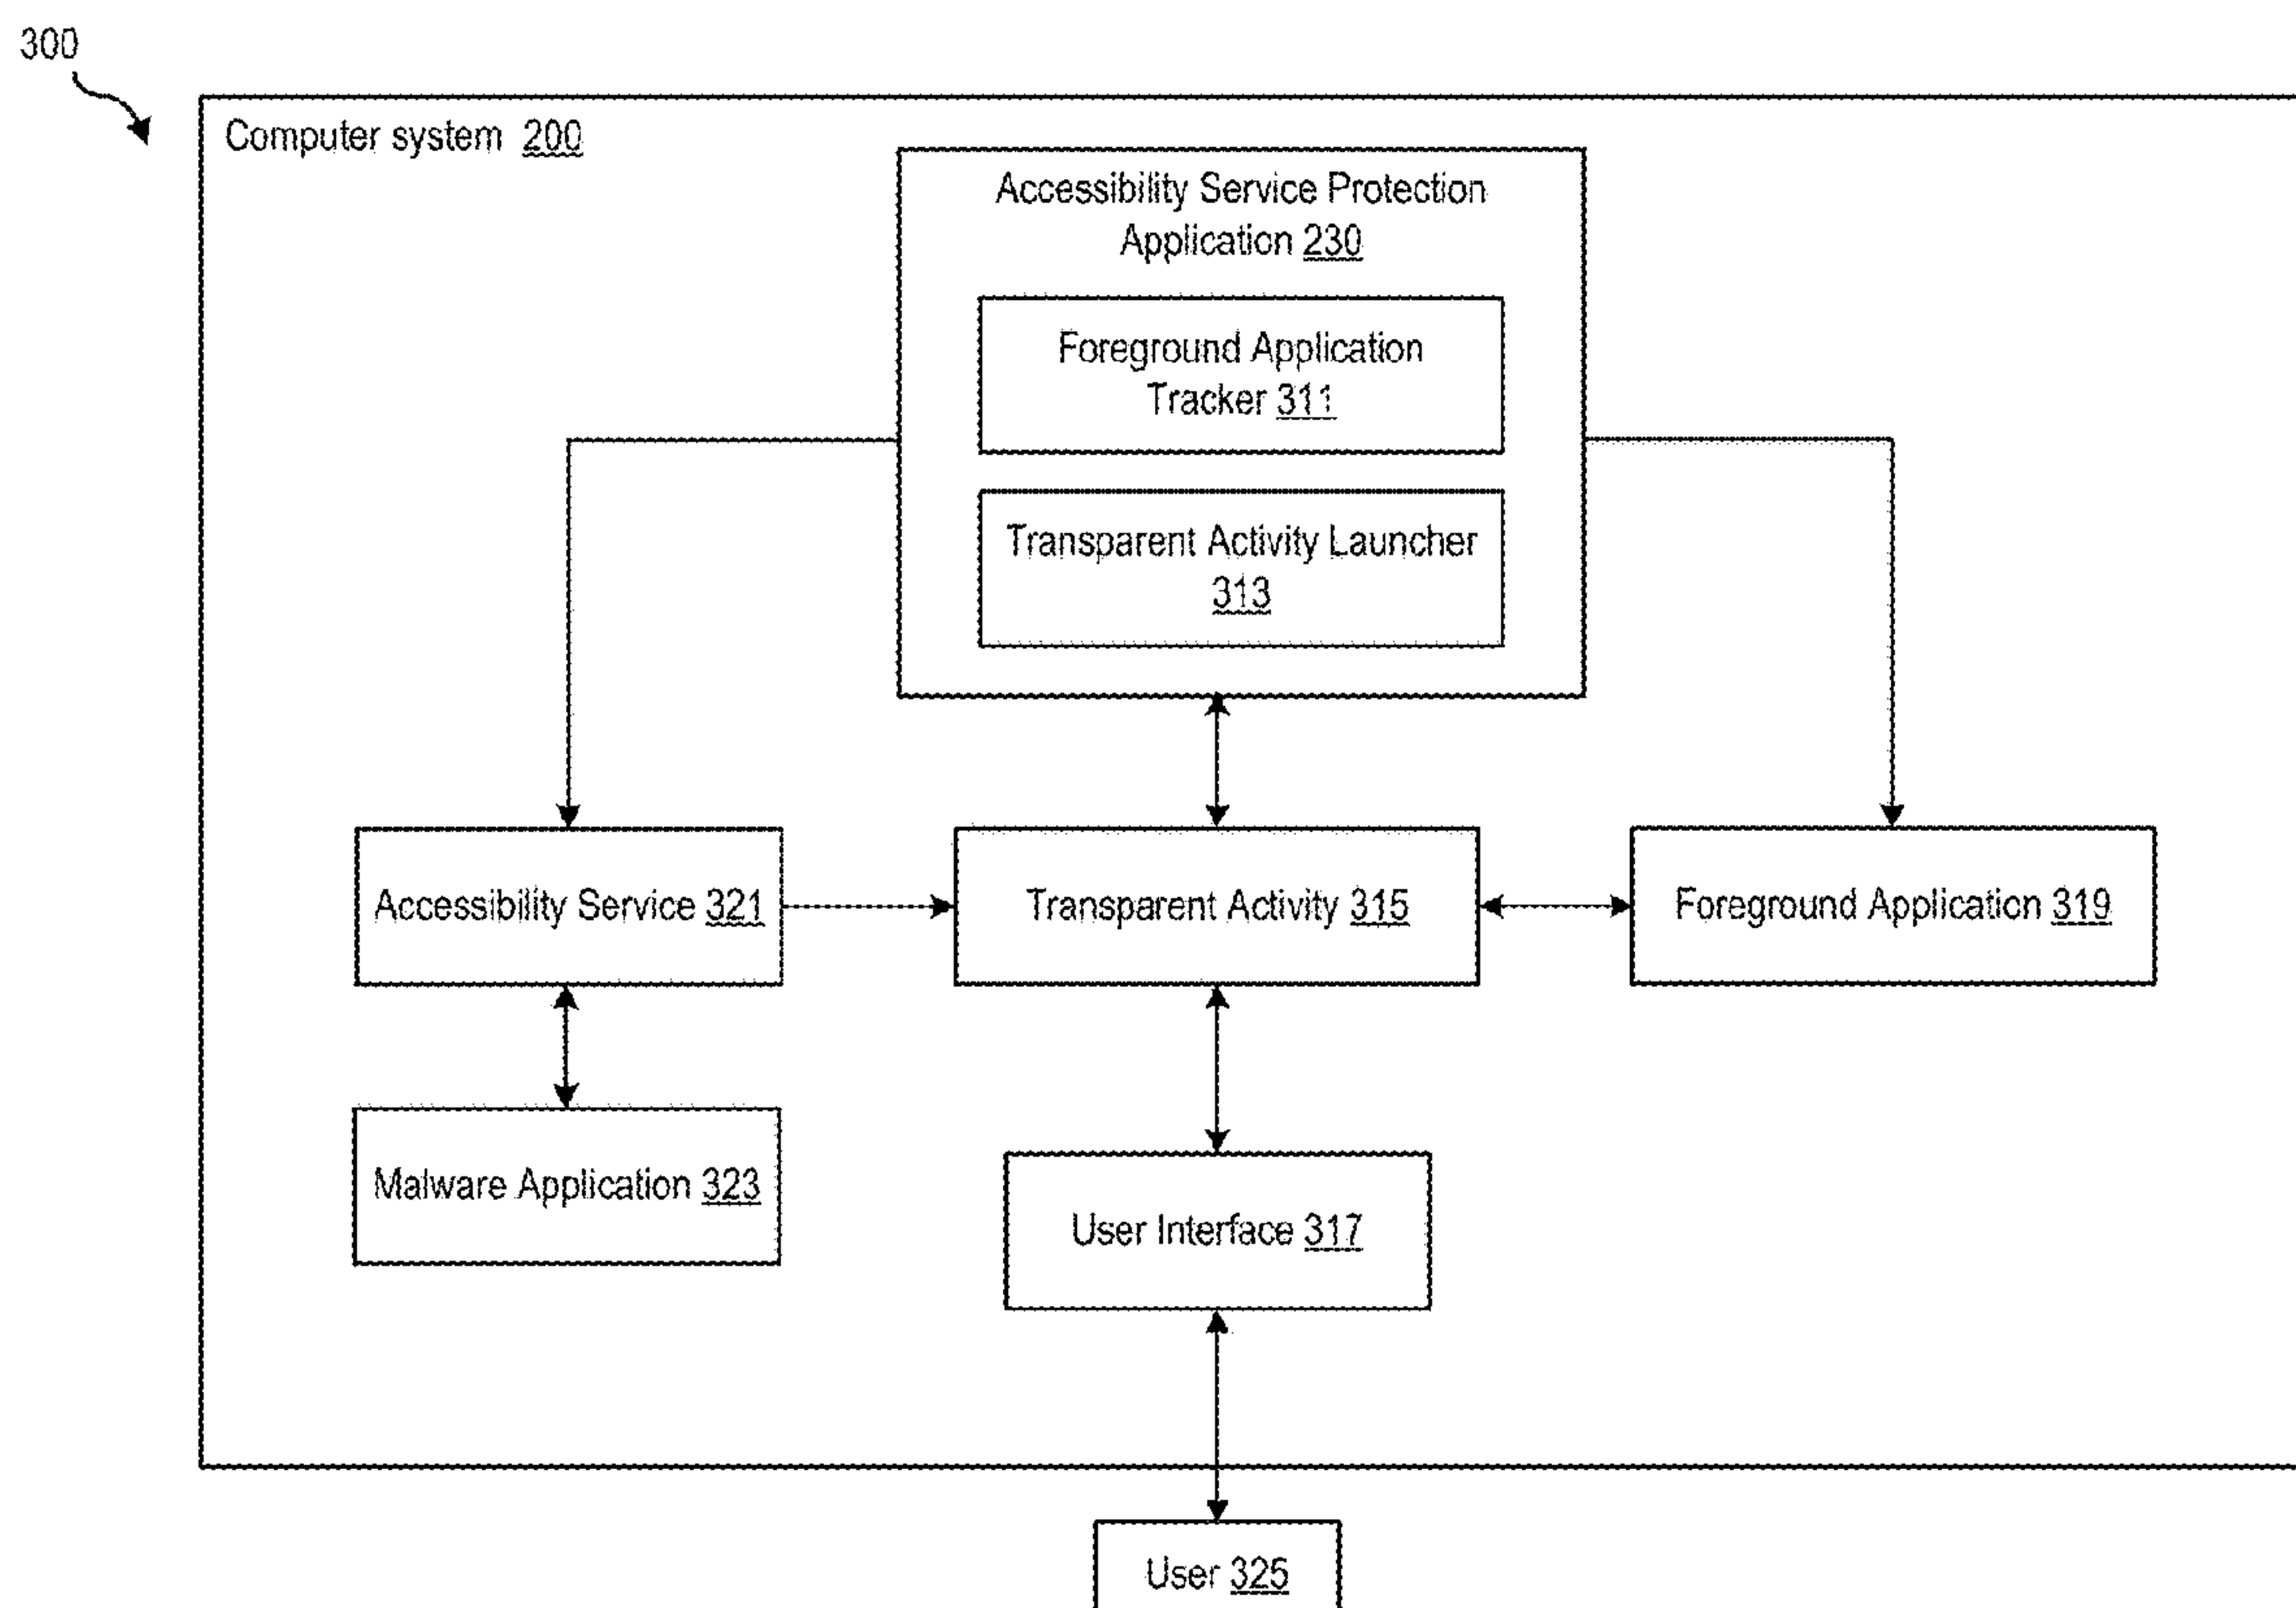 300
Computer system 200
Accessibility Service Protection
Application 230
Foreground Application
Tracker 311
Transparent Activity Launcher
313
Accessibility Service 321
Transparent Activity 315
Foreground Application 319
Malware Application 323
User Interface 317
User 325